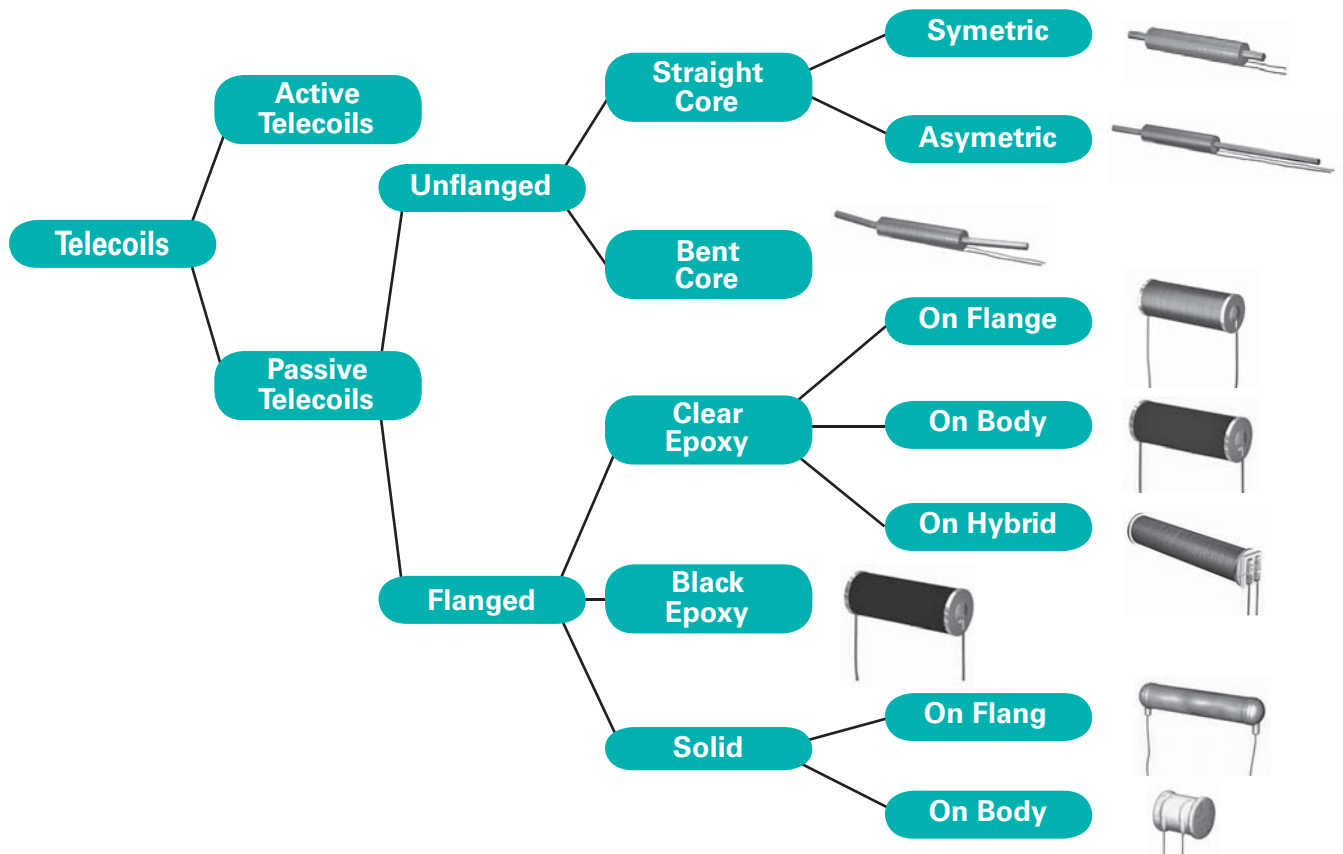 Telecoils
Active
Telecoils
Passive
Telecoils
Unflanged
Flanged
Straight
Core
Bent
Core
Clear
Epoxy
Black
Epoxy
Solid
Symetric
Asymetric
On Flange
On Body
On Hybrid
On Flang
On Body